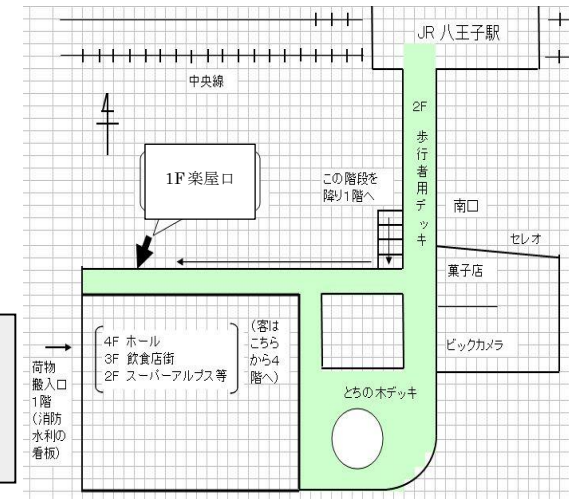 JR 八王子駅
中央線
2F
歩行者用デッキ
1F楽屋口
この階段を
降り1階へ
南口
セレオ
菓子店
ビックカメラ
4F ホール
3F 飲食店街
2F スーパーアルプス等
(客は
こちら
から4
階へ)
とちの木デッキ
荷物
搬入口
1階
(消防
水利の
看板)